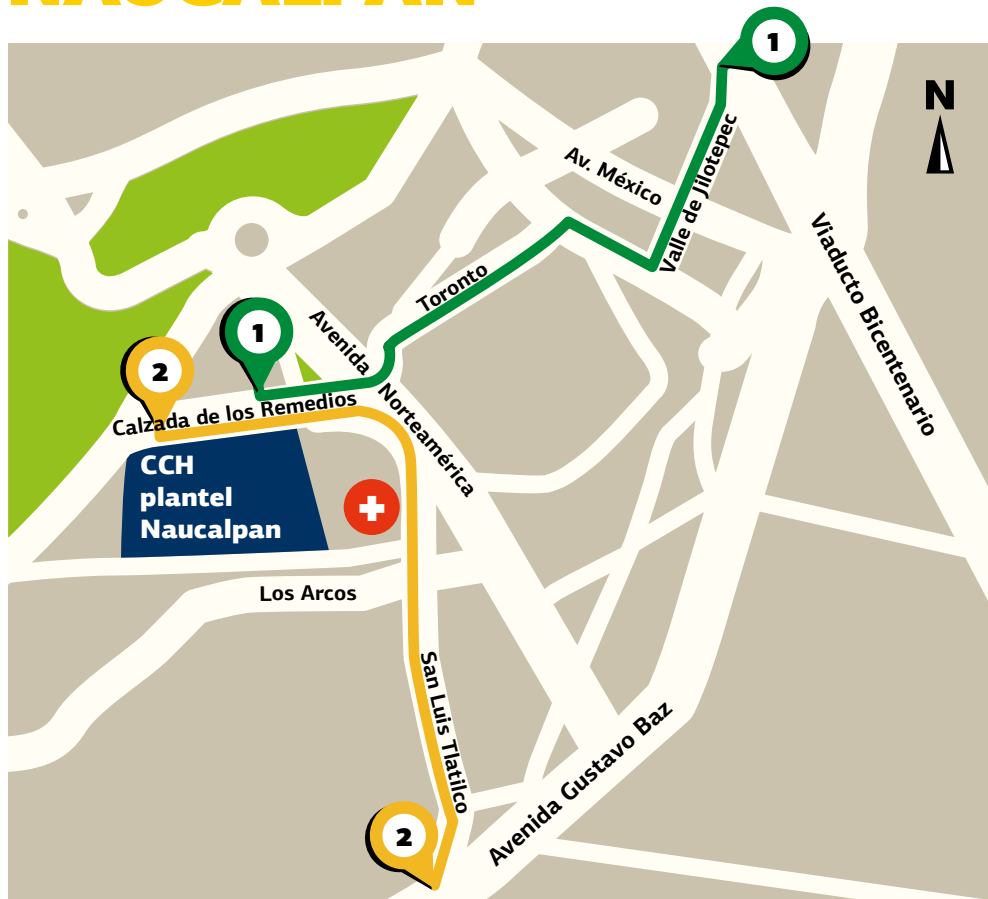 NAUCALPAN
1
N
Av. México
Valle de Jilotepec
Viaducto Bicentenario
Toronto
Avenida
Norteamérica
1
2
Calzada de los Remedios
CCH
plantel
Naucalpan
Los Arcos
San Luis Tlatilco
Avenida Gustavo Baz
2